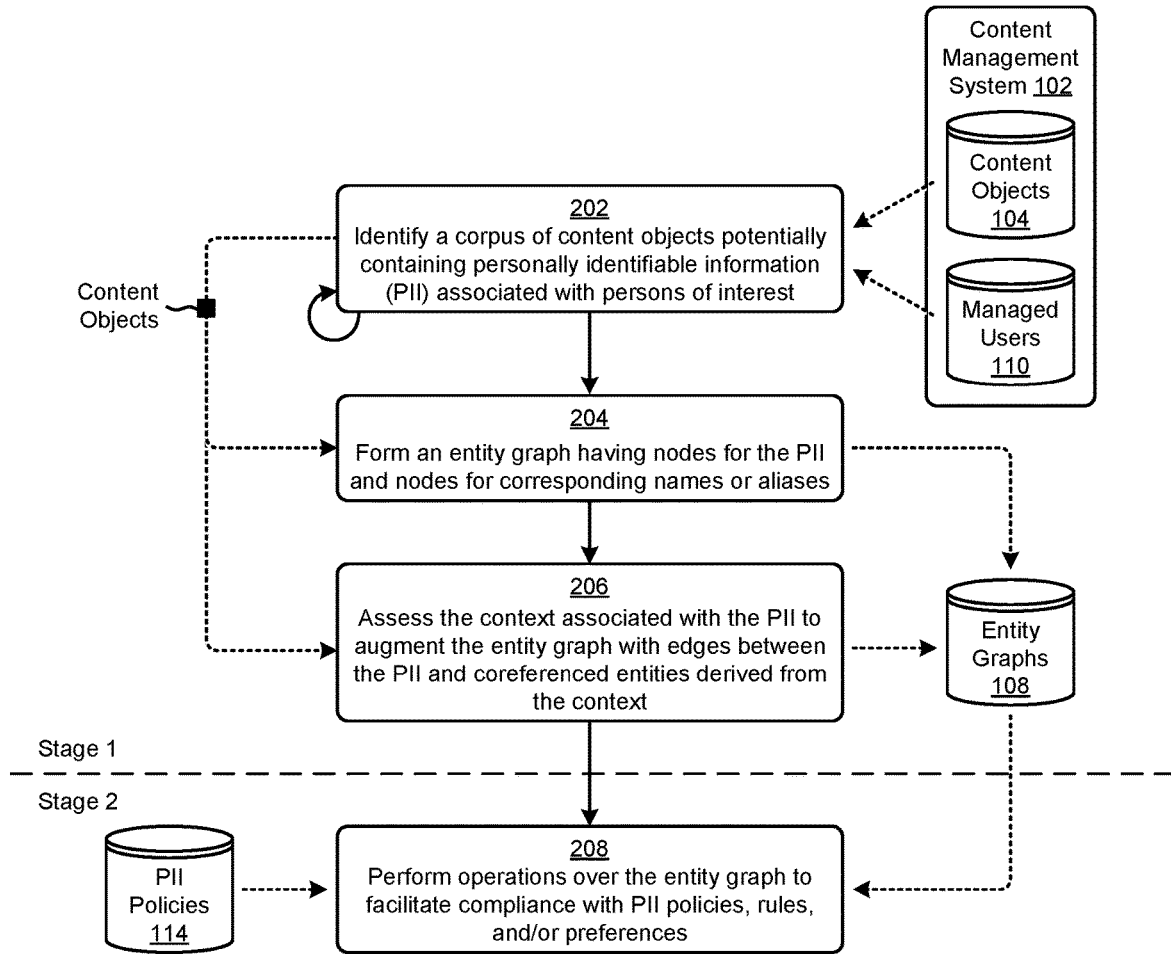 Content
Management
System 102
Content
Objects
104
Managed
Users
110
202
Identify a corpus of content objects potentially
containing personally identifiable information
(PII) associated with persons of interest
Content
Objects
204
Form an entity graph having nodes for the PII
and nodes for corresponding names or aliases
206
Assess the context associated with the PII to
augment the entity graph with edges between
the PII and coreferenced entities derived from
the context
Entity
Graphs
108
Stage 1
Stage 2
PII
Policies
114
208
Perform operations over the entity graph to
facilitate compliance with PII policies, rules,
and/or preferences